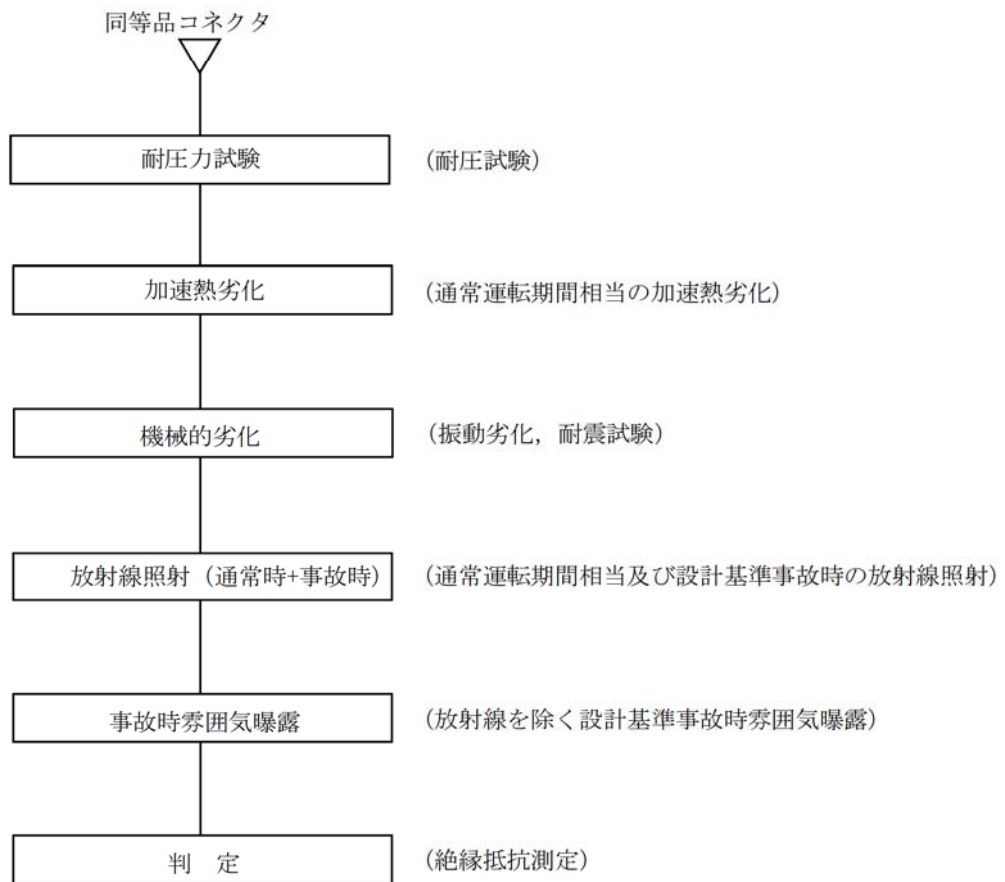 同等品コネクタ
耐圧力試験 (耐圧試験)
加速熱劣化 (通常運転期間相当の加速熱劣化)
機械的劣化 (振動劣化，耐震試験)
放射線照射（通常時+事故時） (通常運転期間相当及び設計基準事故時の放射線照射)
事故時雰囲気曝露 (放射線を除く設計基準事故時雰囲気曝露)
判　定 (絶縁抵抗測定)